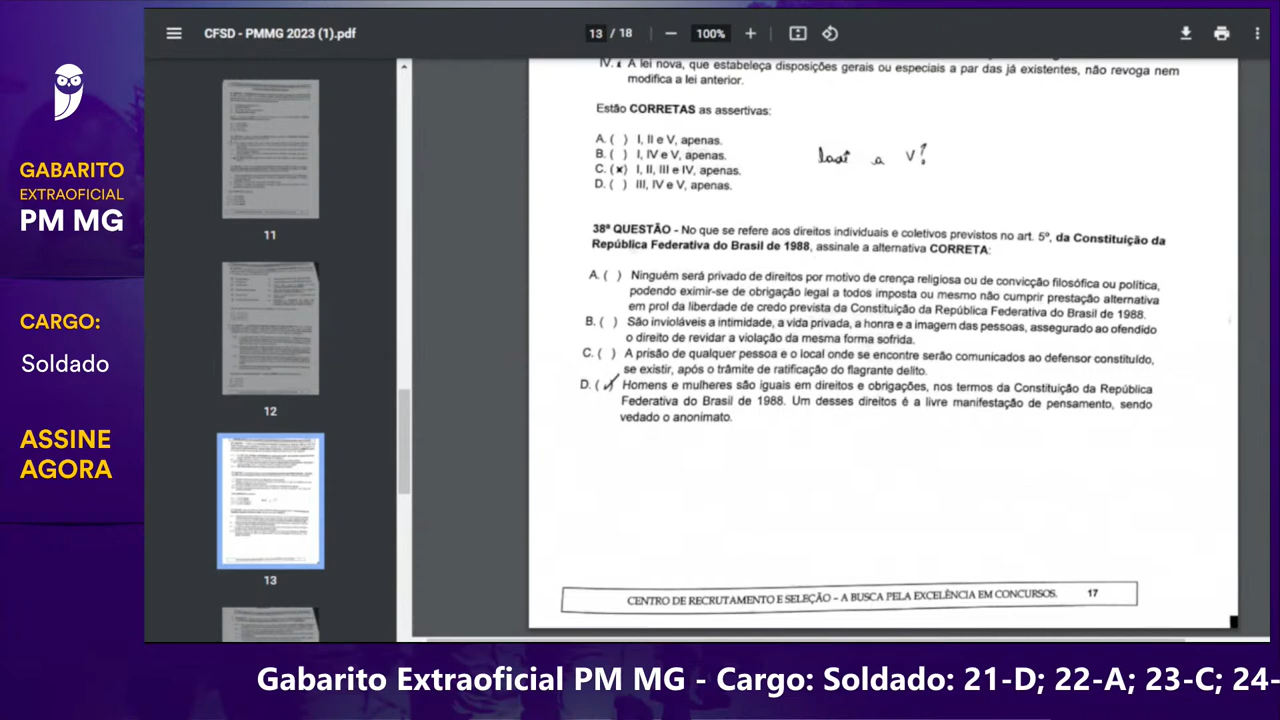 CFSD - PMMG 2023 (1).pdf
13 / 18
100%
GABARITO
EXTRAOFICIAL
PM MG
CARGO:
Soldado
ASSINE
AGORA
11
12
13
IV. A lei nova, que estabeleça disposições gerais ou especiais a par das já existentes, não revoga nem
modifica a lei anterior.
Estão CORRETAS as assertivas:
A. ( ) I, II e V, apenas.
B. ( ) I, IV e V, apenas.
C. (x) I, II, III e IV, apenas.
D. ( ) III, IV e V, apenas.
a V?
38ª QUESTÃO - No que se refere aos direitos individuais e coletivos previstos no art. 5º, da Constituição da
República Federativa do Brasil de 1988, assinale a alternativa CORRETA:
A. ( ) Ninguém será privado de direitos por motivo de crença religiosa ou de convicção filosófica ou política,
podendo eximir-se de obrigação legal a todos imposta ou mesmo não cumprir prestação alternativa
em prol da liberdade de credo prevista da Constituição da República Federativa do Brasil de 1988.
B. ( ) São invioláveis a intimidade, a vida privada, a honra e a imagem das pessoas, assegurado ao ofendido
o direito de revidar a violação da mesma forma sofrida.
C. ( ) A prisão de qualquer pessoa e o local onde se encontre serão comunicados ao defensor constituído,
se existir, após o trâmite de ratificação do flagrante delito.
D. ( ) Homens e mulheres são iguais em direitos e obrigações, nos termos da Constituição da República
Federativa do Brasil de 1988. Um desses direitos é a livre manifestação de pensamento, sendo
vedado o anonimato.
CENTRO DE RECRUTAMENTO E SELEÇÃO – A BUSCA PELA EXCELÊNCIA EM CONCURSOS. 17
Gabarito Extraoficial PM MG - Cargo: Soldado: 21-D; 22-A; 23-C; 24-